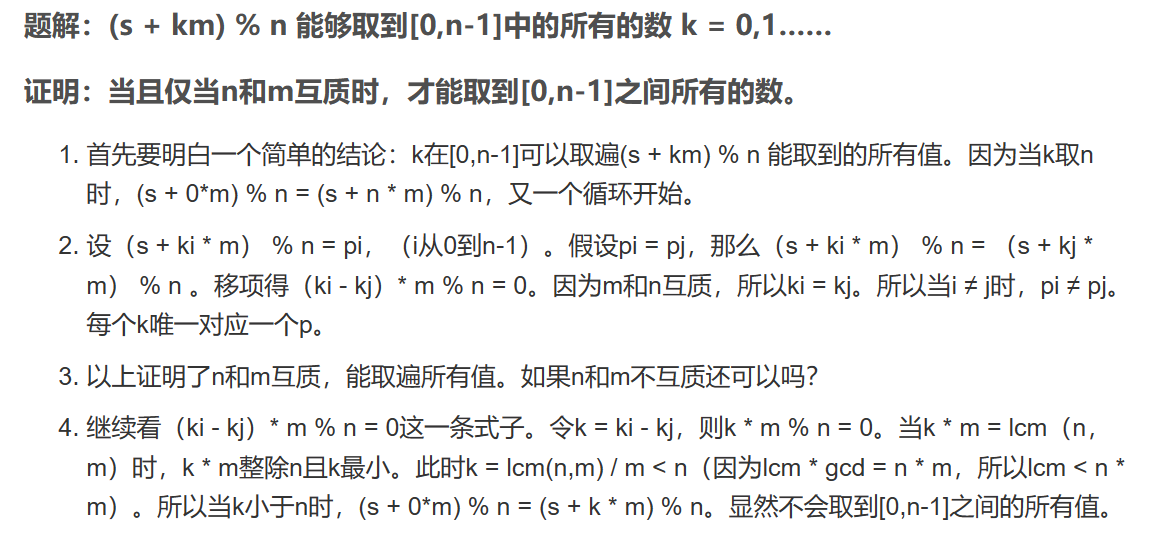 题解：(s + km) % n 能够取到[0,n-1]中的所有的数 k = 0,1……
证明：当且仅当n和m互质时，才能取到[0,n-1]之间所有的数。
1. 首先要明白一个简单的结论：k在[0,n-1]可以取遍(s + km) % n 能取到的所有值。因为当k取n
时，(s + 0*m) % n = (s + n * m) % n，又一个循环开始。
2. 设（s + ki * m） % n = pi，（i从0到n-1）。假设pi = pj，那么（s + ki * m） % n = （s + kj *
m） % n 。移项得（ki - kj）* m % n = 0。因为m和n互质，所以ki = kj。所以当i ≠ j时，pi ≠ pj。
每个k唯一对应一个p。
3. 以上证明了n和m互质，能取遍所有值。如果n和m不互质还可以吗？
4. 继续看（ki - kj）* m % n = 0这一条式子。令k = ki - kj，则k * m % n = 0。当k * m = lcm（n，
m）时，k * m整除n且k最小。此时k = lcm(n,m) / m < n（因为lcm * gcd = n * m，所以lcm < n *
m）。所以当k小于n时，(s + 0*m) % n = (s + k * m) % n。显然不会取到[0,n-1]之间的所有值。